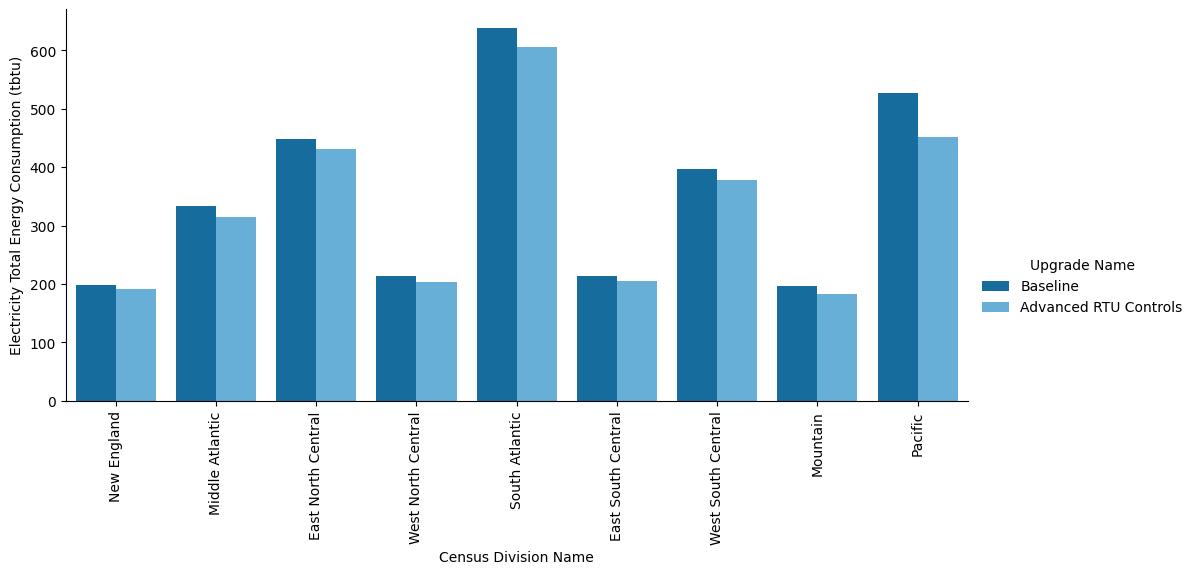 Electricity Total Energy Consumption (tbtu)
600
500
400
300
200
100
0
New England
Middle Atlantic
East North Central
West North Central
South Atlantic
East South Central
West South Central
Mountain
Pacific
Census Division Name
Upgrade Name
Baseline
Advanced RTU Controls